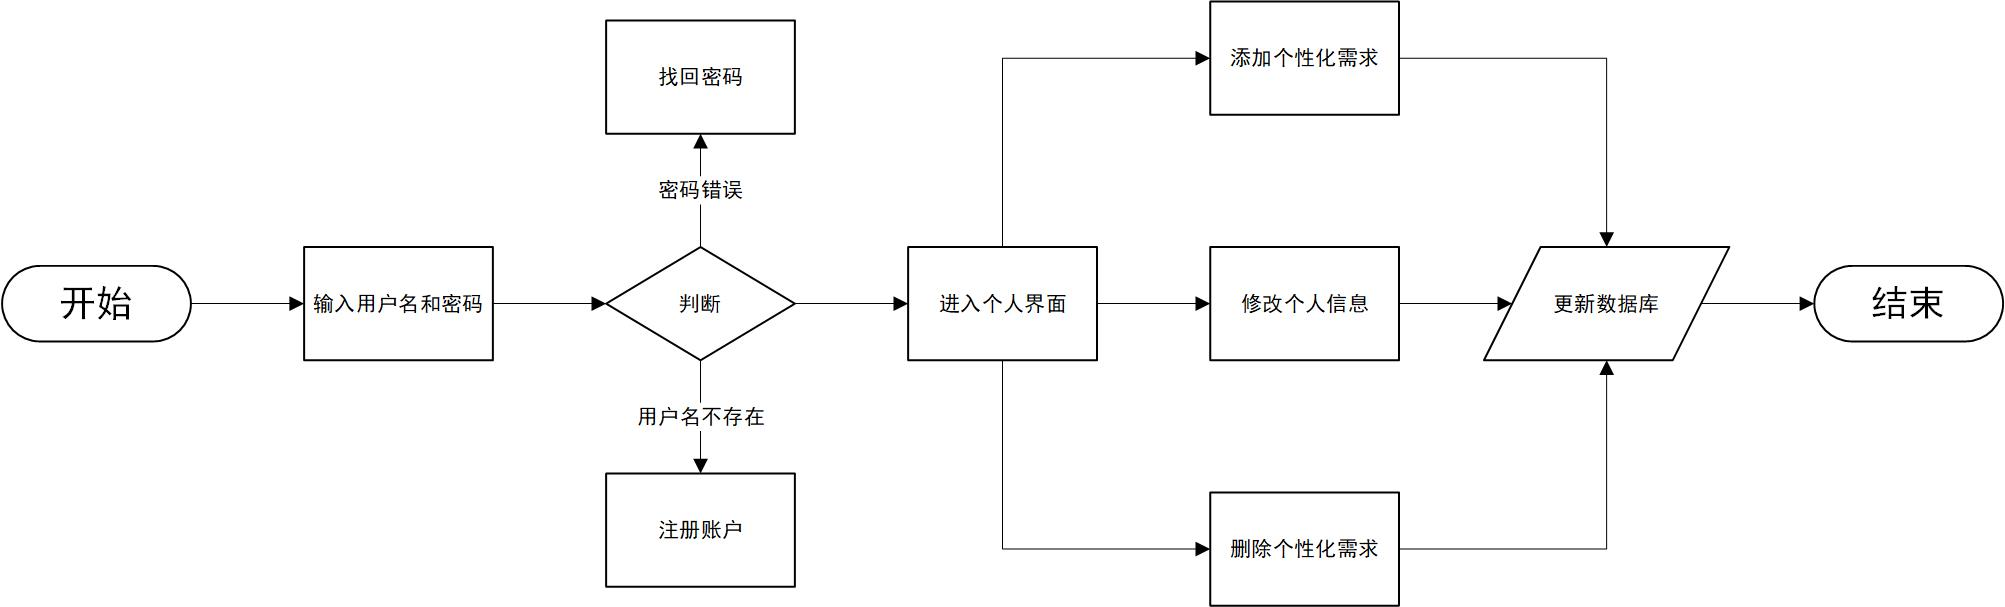 开始
输入用户名和密码
判断
密码错误
找回密码
用户名不存在
注册账户
进入个人界面
添加个性化需求
修改个人信息
删除个性化需求
更新数据库
结束